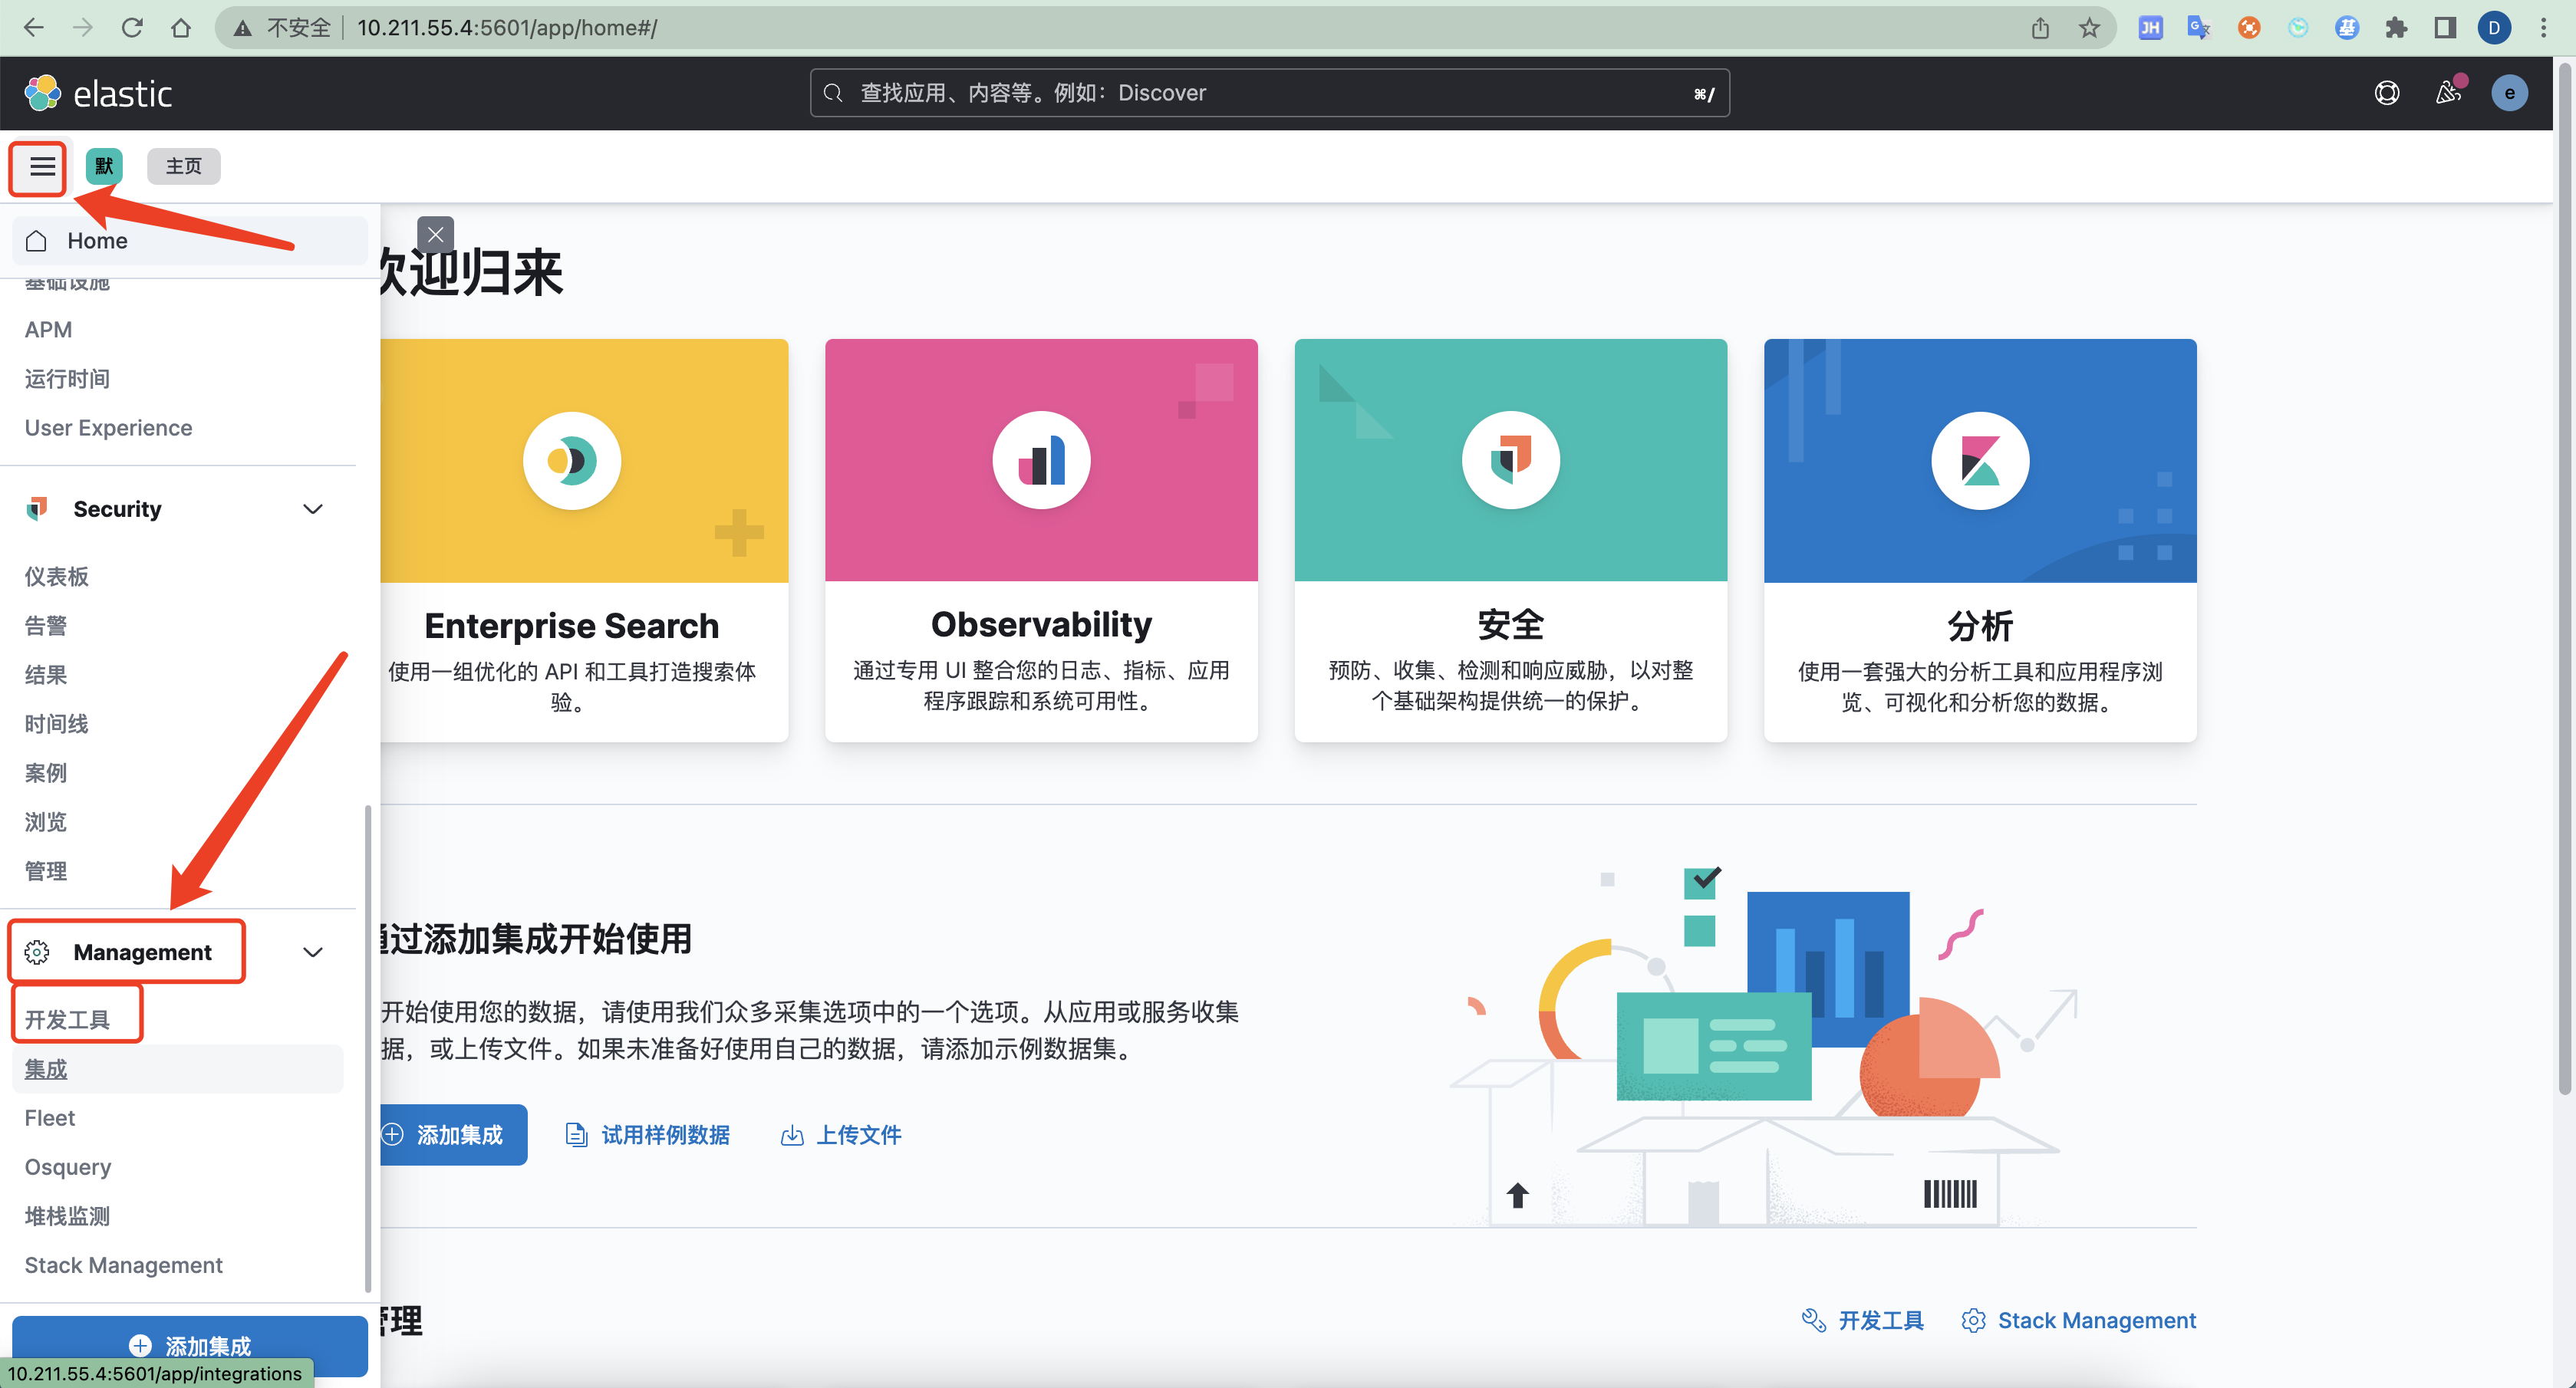 不安全 10.211.55.4:5601/app/home#/
JH
G
基
D
elastic
查找应用、内容等。例如：Discover
⌘/
e
默
主页
Home
基础设施
APM
运行时间
User Experience
Security
仪表板
告警
结果
时间线
案例
浏览
管理
Management
开发工具
集成
Fleet
Osquery
堆栈监测
Stack Management
添加集成
10.211.55.4:5601/app/integrations
欢迎归来
Enterprise Search
使用一组优化的 API 和工具打造搜索体
验。
Observability
通过专用 UI 整合您的日志、指标、应用
程序跟踪和系统可用性。
安全
预防、收集、检测和响应威胁，以对整
个基础架构提供统一的保护。
分析
使用一套强大的分析工具和应用程序浏
览、可视化和分析您的数据。
通过添加集成开始使用
开始使用您的数据，请使用我们众多采集选项中的一个选项。从应用或服务收集
据，或上传文件。如果未准备好使用自己的数据，请添加示例数据集。
添加集成
试用样例数据
上传文件
管理
开发工具
Stack Management